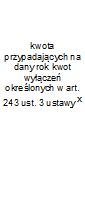 kwota
przypadających na
dany rok kwot
wyłączeń
określonych w art.
243 ust. 3 ustawy x